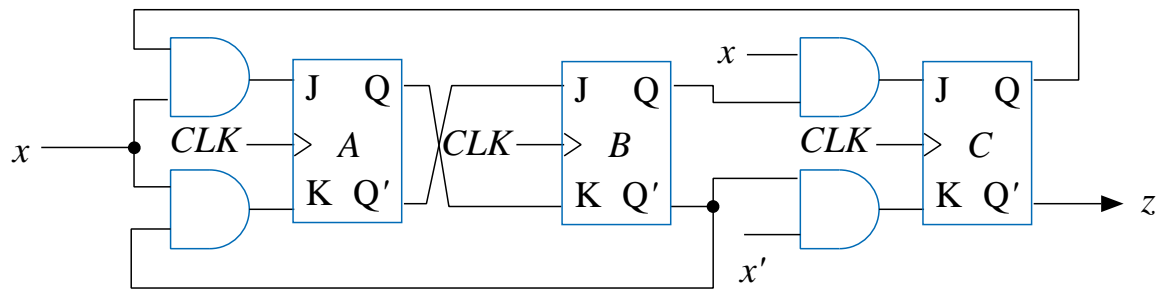 x
J Q
CLK A
K Q′
J Q
CLK B
K Q′
x
x′
J Q
CLK C
K Q′
z